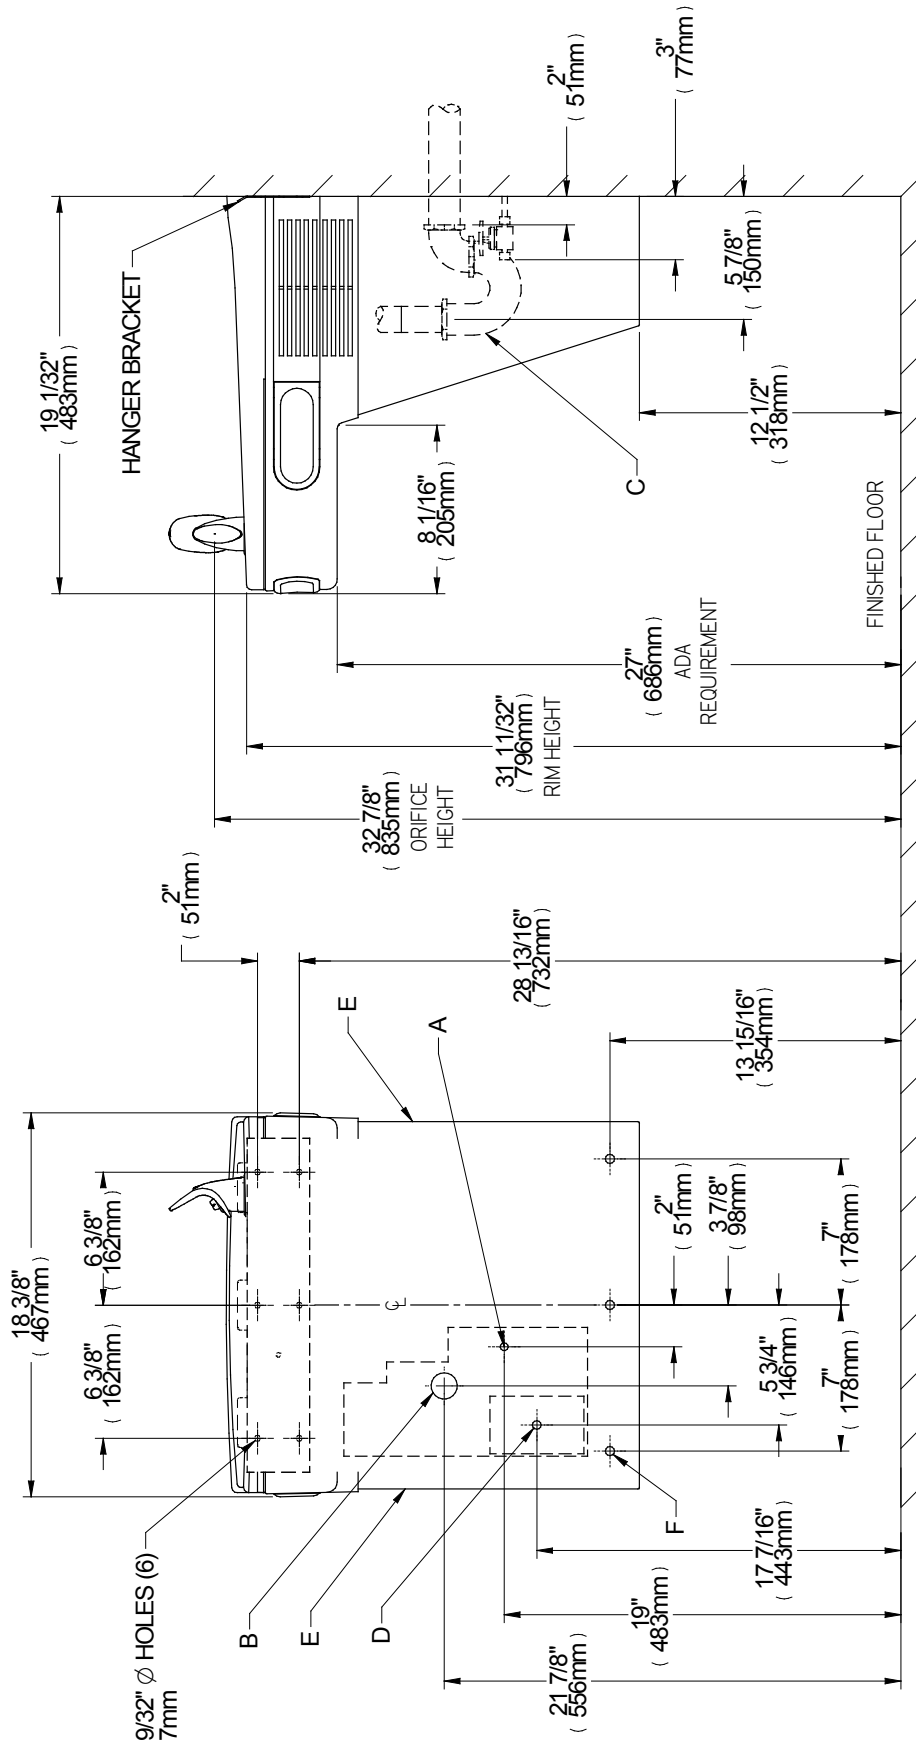 18 3/8"
( 467mm )
6 3/8"
( 162mm )
6 3/8"
( 162mm )
9/32" Ø HOLES (6)
7mm
2"
( 51mm )
28 13/16"
( 732mm )
13 15/16"
( 354mm )
E
A
B
E
D
F
CL
2"
( 51mm )
3 7/8"
( 98mm )
7"
( 178mm )
5 3/4"
( 146mm )
7"
( 178mm )
17 7/16"
( 443mm )
19"
( 483mm )
21 7/8"
( 556mm )
19 1/32"
( 483mm )
HANGER BRACKET
8 1/16"
( 205mm )
C
2"
( 51mm )
3"
( 77mm )
5 7/8"
( 150mm )
12 1/2"
( 318mm )
FINISHED FLOOR
27"
( 686mm )
ADA
REQUIREMENT
31 11/32"
( 796mm )
RIM HEIGHT
32 7/8"
( 835mm )
ORIFICE
HEIGHT